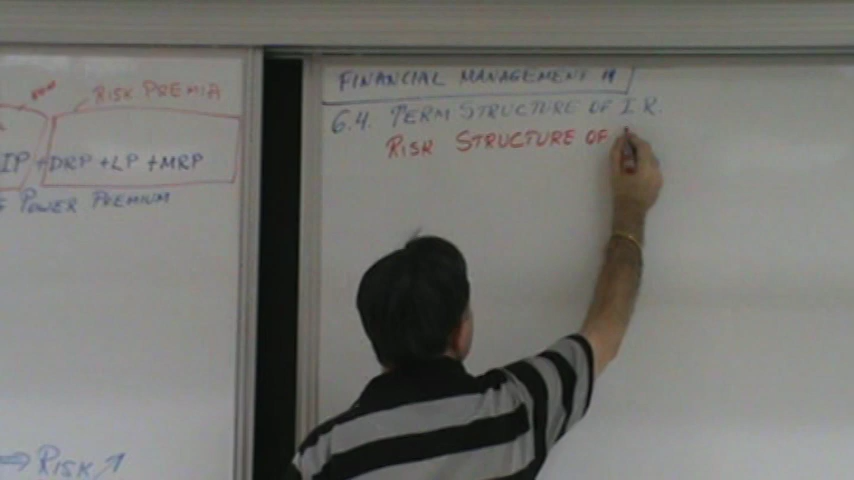 RISK PREMIA
IP + DRP + LP + MRP
POWER PREMIUM
⇒ RISK ↗
FINANCIAL MANAGEMENT
6.4. TERM STRUCTURE OF I.R.
RISK STRUCTURE OF